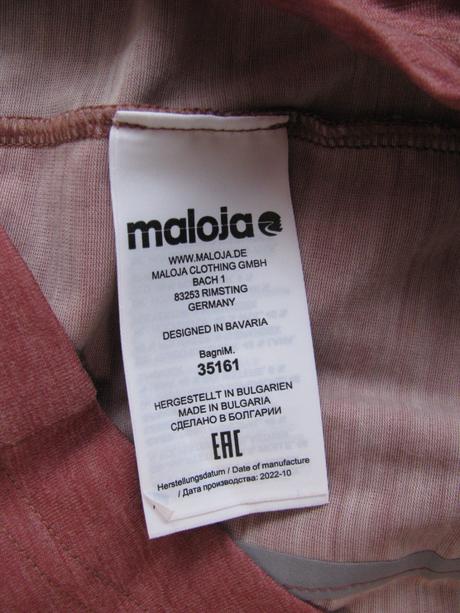 maloja
WWW.MALOJA.DE
MALOJA CLOTHING GMBH
BACH 1
83253 RIMSTING
GERMANY
DESIGNED IN BAVARIA
BagniM.
35161
HERGESTELLT IN BULGARIEN
MADE IN BULGARIA
СДЕЛАНО В БОЛГАРИИ
EAC
Herstellungsdatum / Date of manufacture
/ Дата производства: 2022-10